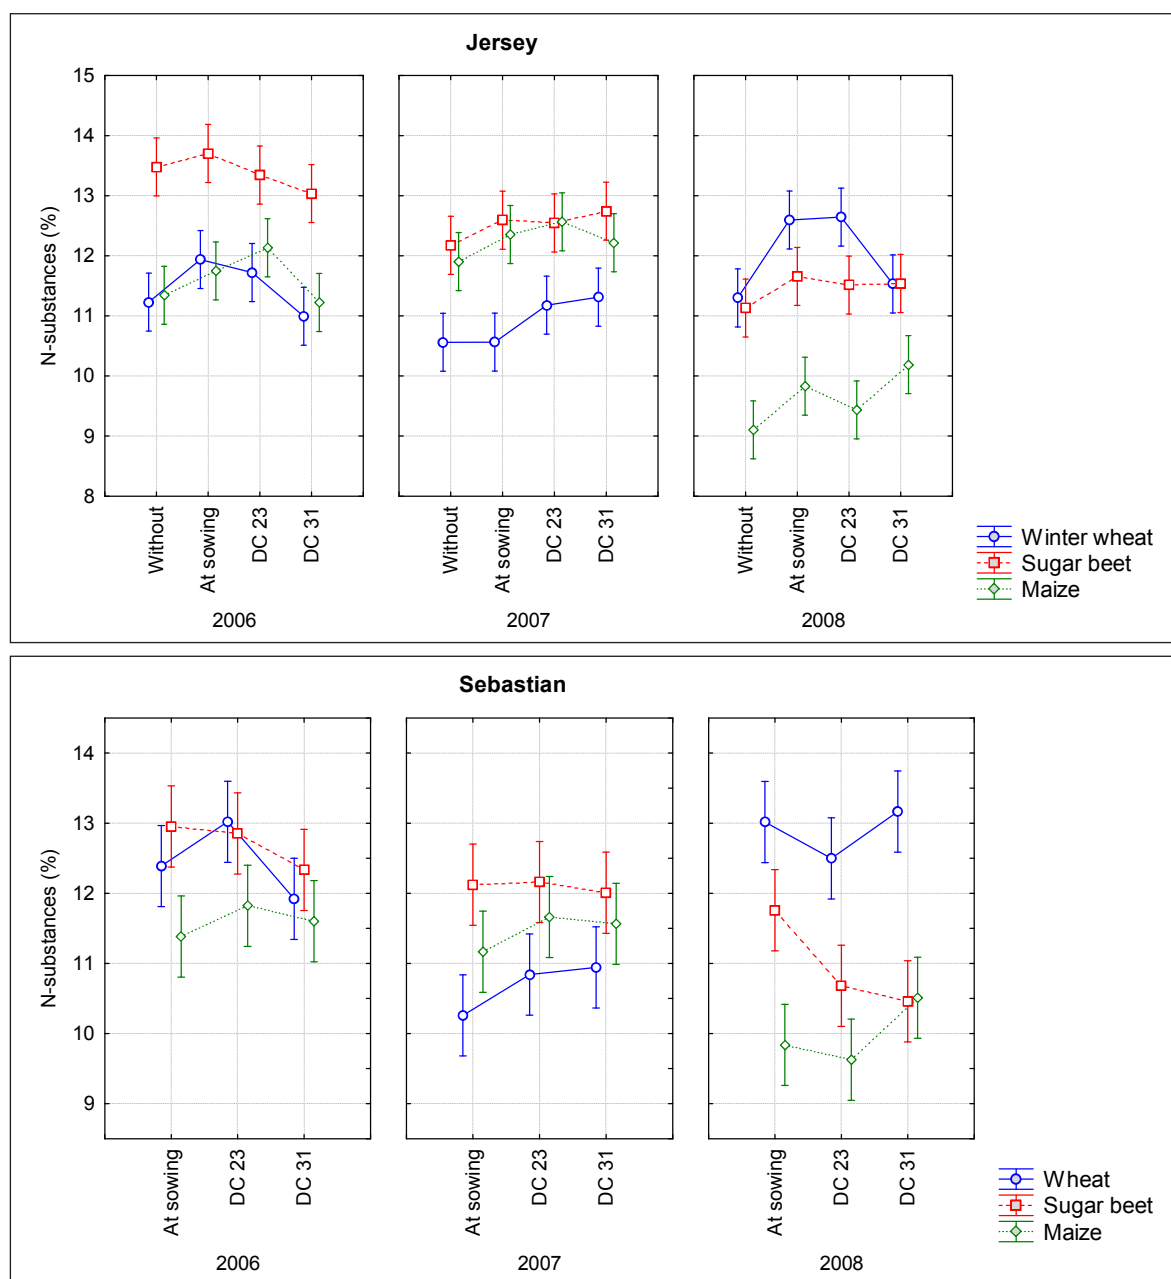 Jersey
N-substances (%)
15
14
13
12
11
10
9
8
Without
At sowing
DC 23
DC 31
Without
At sowing
DC 23
DC 31
Without
At sowing
DC 23
DC 31
2006
2007
2008
Winter wheat
Sugar beet
Maize
Sebastian
N-substances (%)
14
13
12
11
10
9
At sowing
DC 23
DC 31
At sowing
DC 23
DC 31
At sowing
DC 23
DC 31
2006
2007
2008
Wheat
Sugar beet
Maize